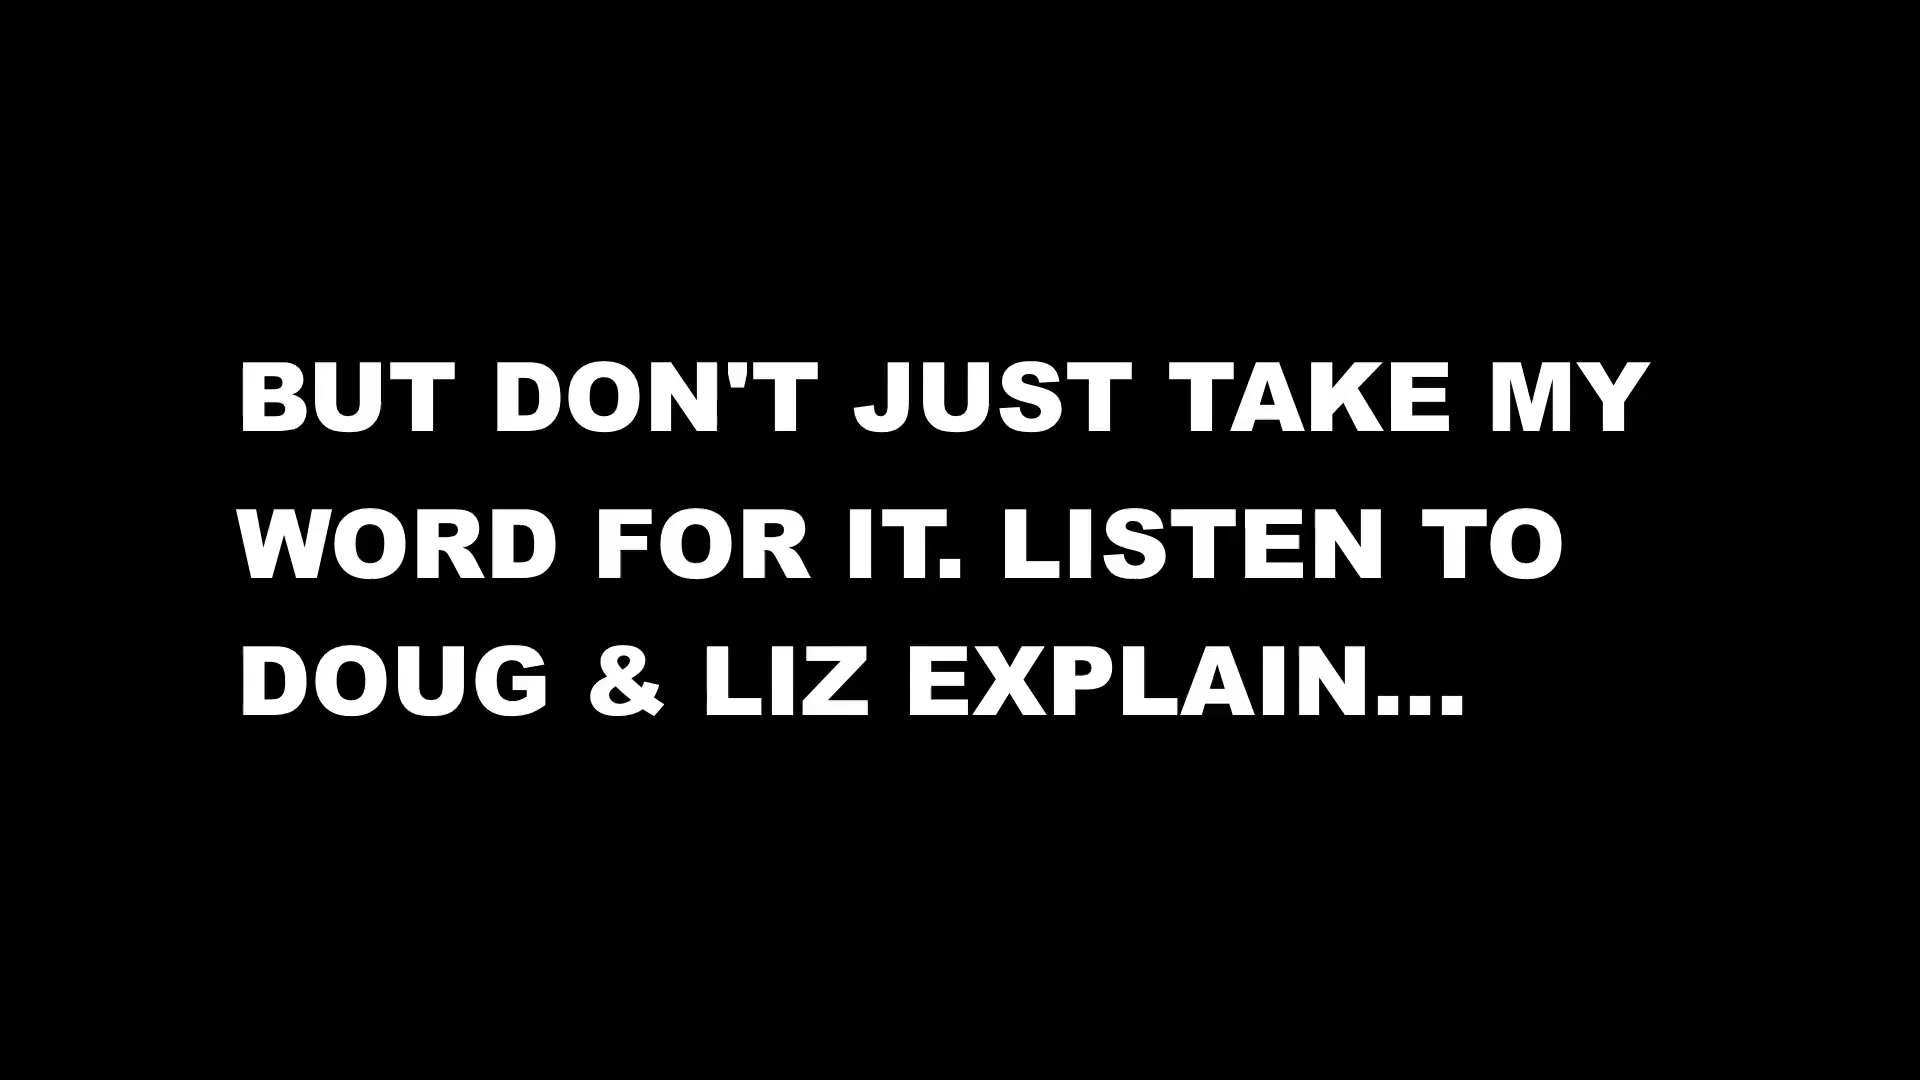 BUT DON'T JUST TAKE MY
WORD FOR IT. LISTEN TO
DOUG & LIZ EXPLAIN...